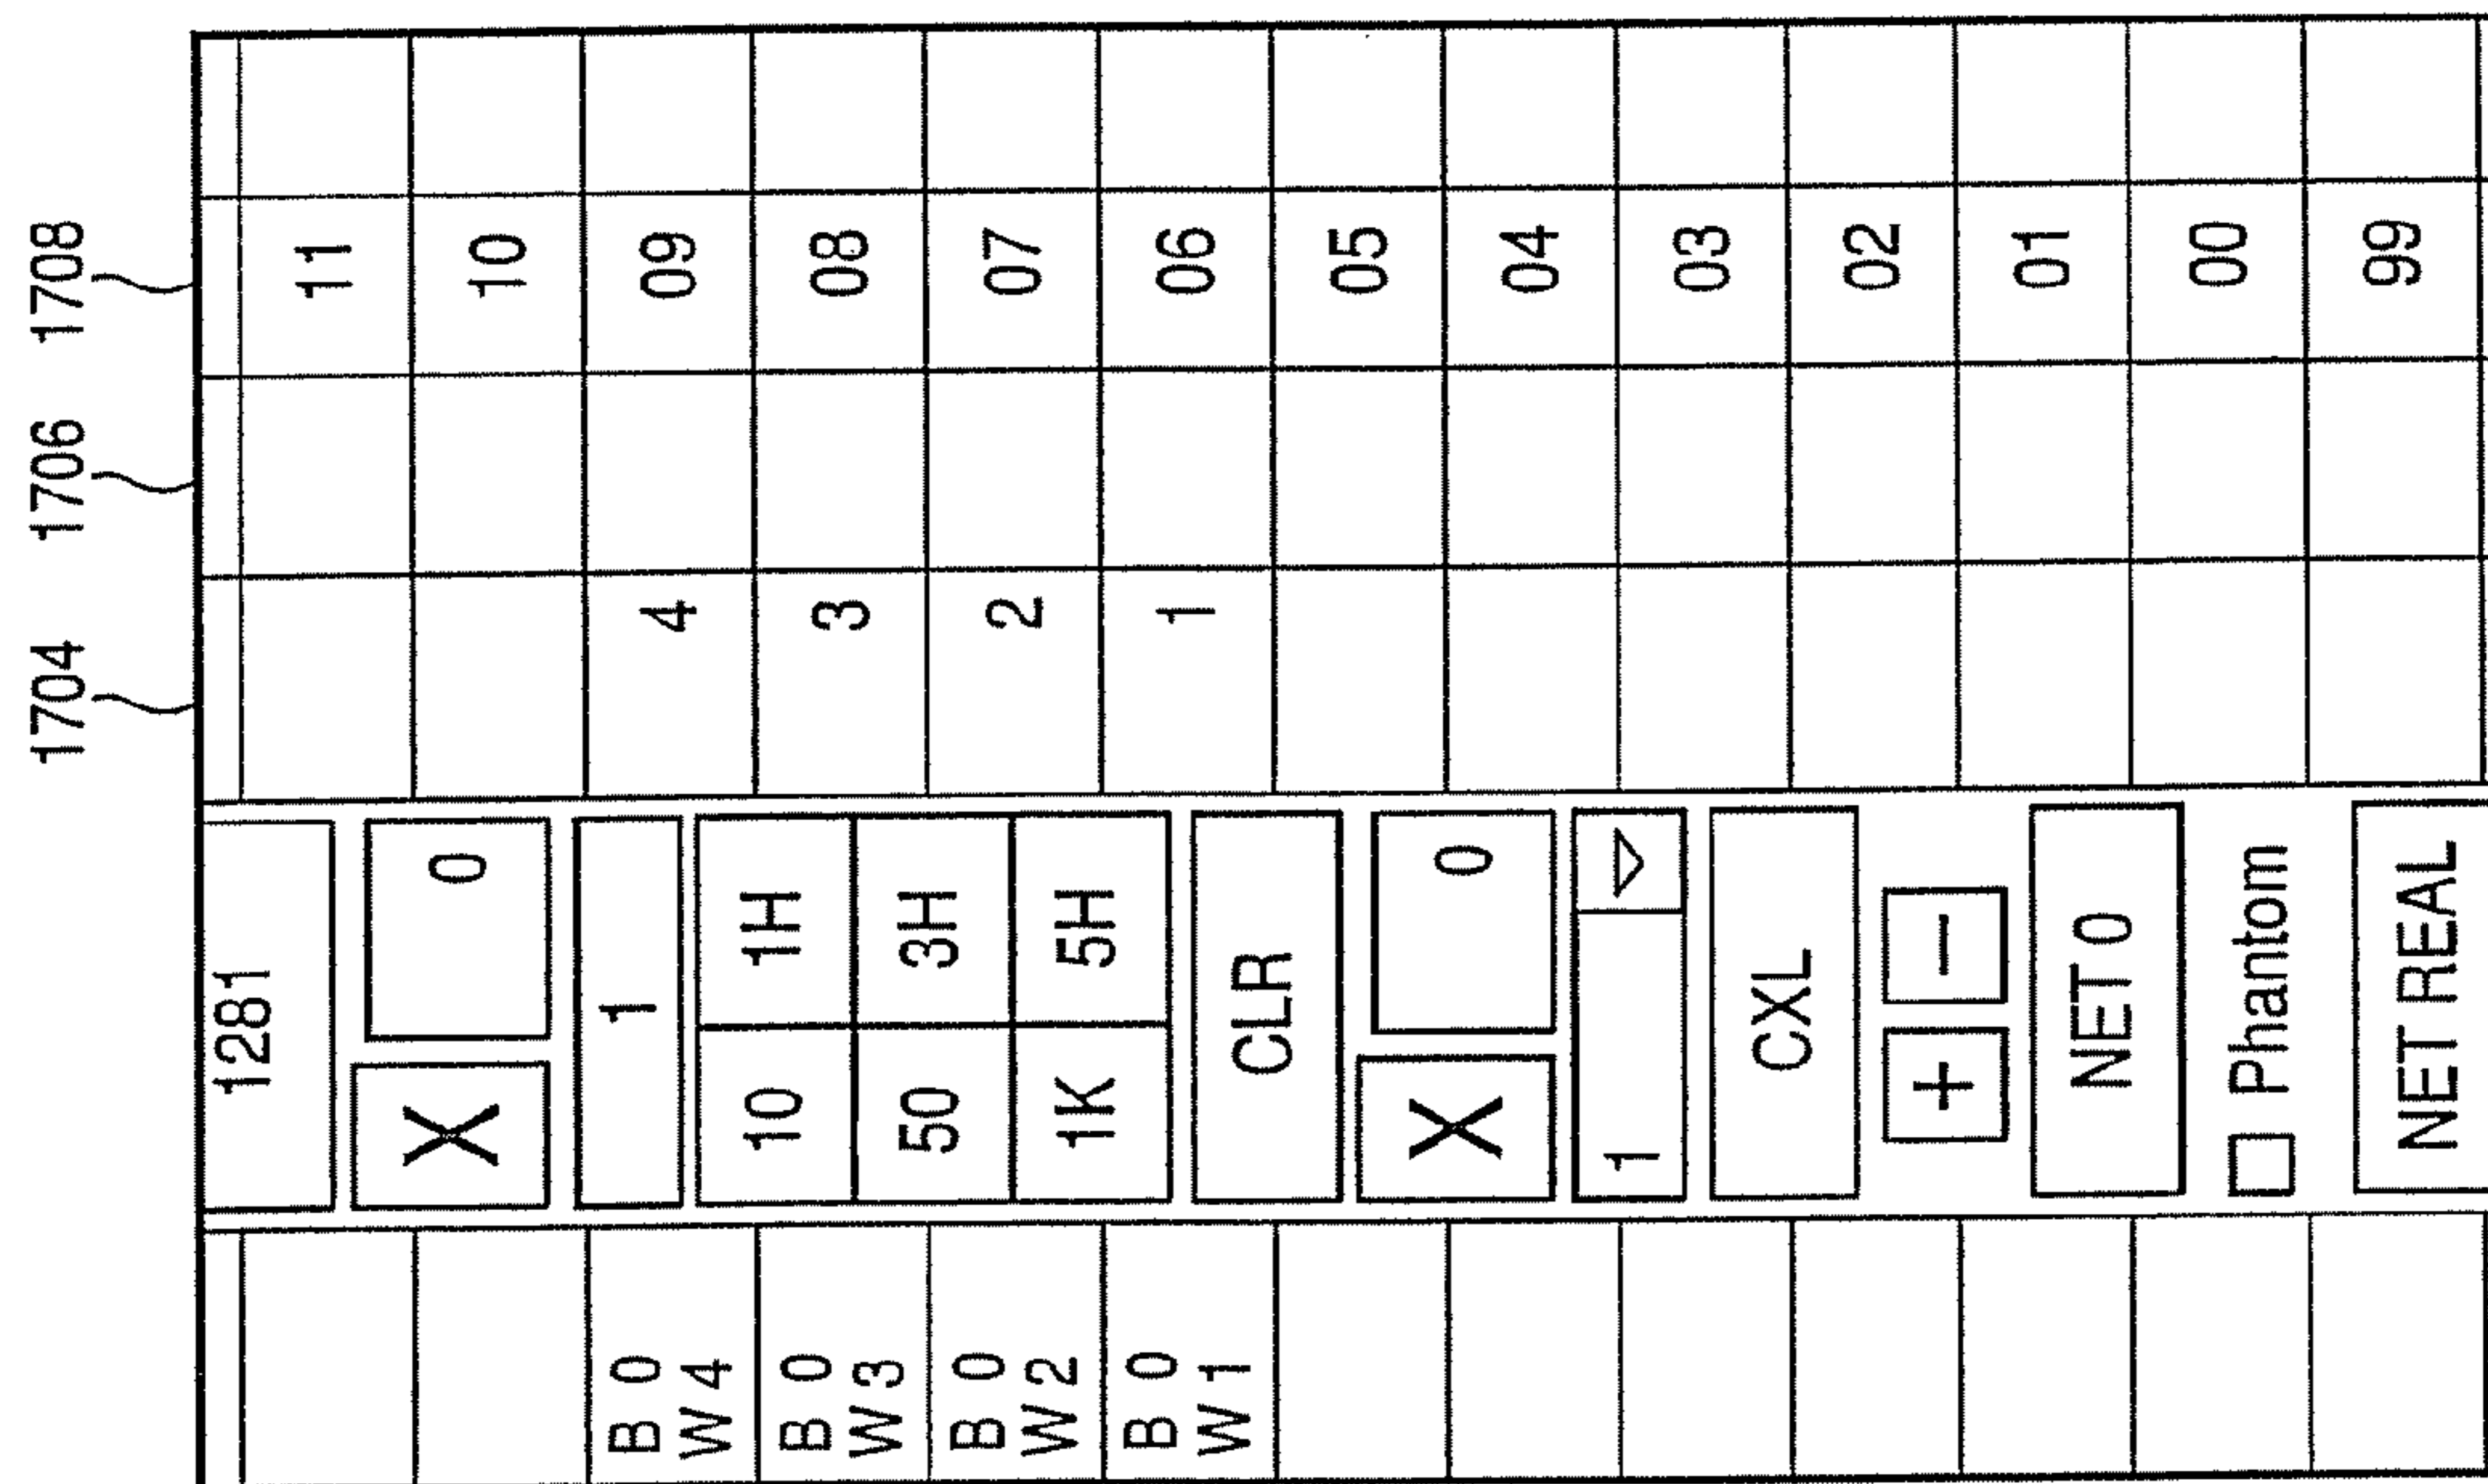 1704 1706 1708
1281
11
X 0
10
B 0
W 4
1
4 09
10 1H
B 0
W 3
3 08
50 3H
B 0
W 2
2 07
1K 5H
B 0
W 1
1 06
CLR
05
X 0
04
1
03
CXL
02
+ −
01
NET 0
00
Phantom
99
NET REAL